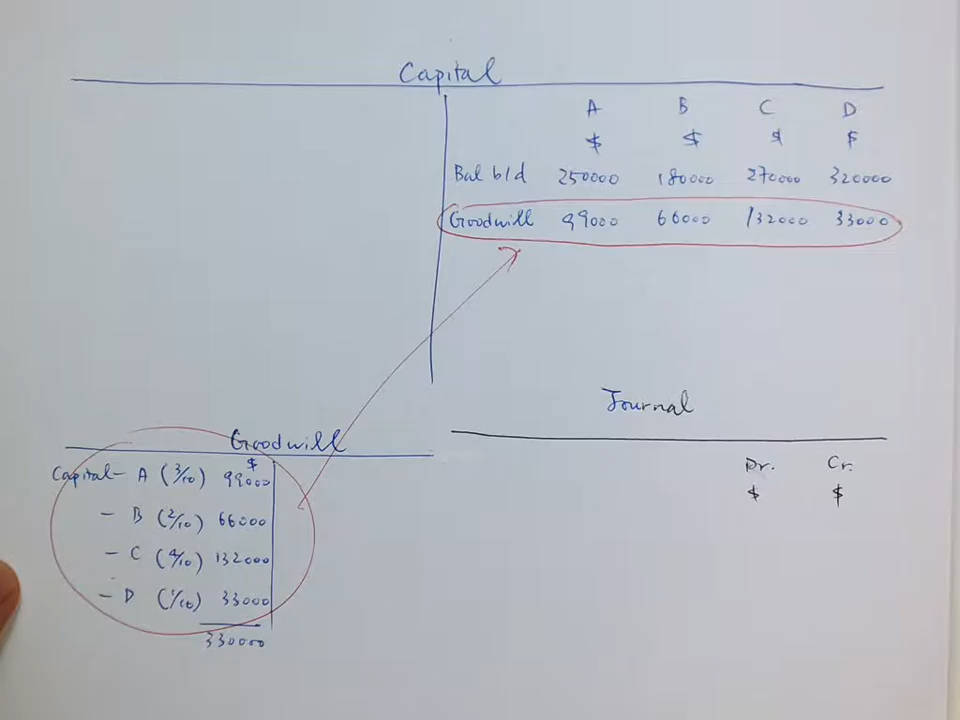 Capital
A B C D
$ $ $ $
Bal b/d 250000 180000 270000 320000
Goodwill 99000 66000 132000 33000
Journal
Dr. Cr.
$ $
Goodwill
$
Capital - A (3/10) 99000
- B (2/10) 66000
- C (4/10) 132000
- D (1/10) 33000
330000